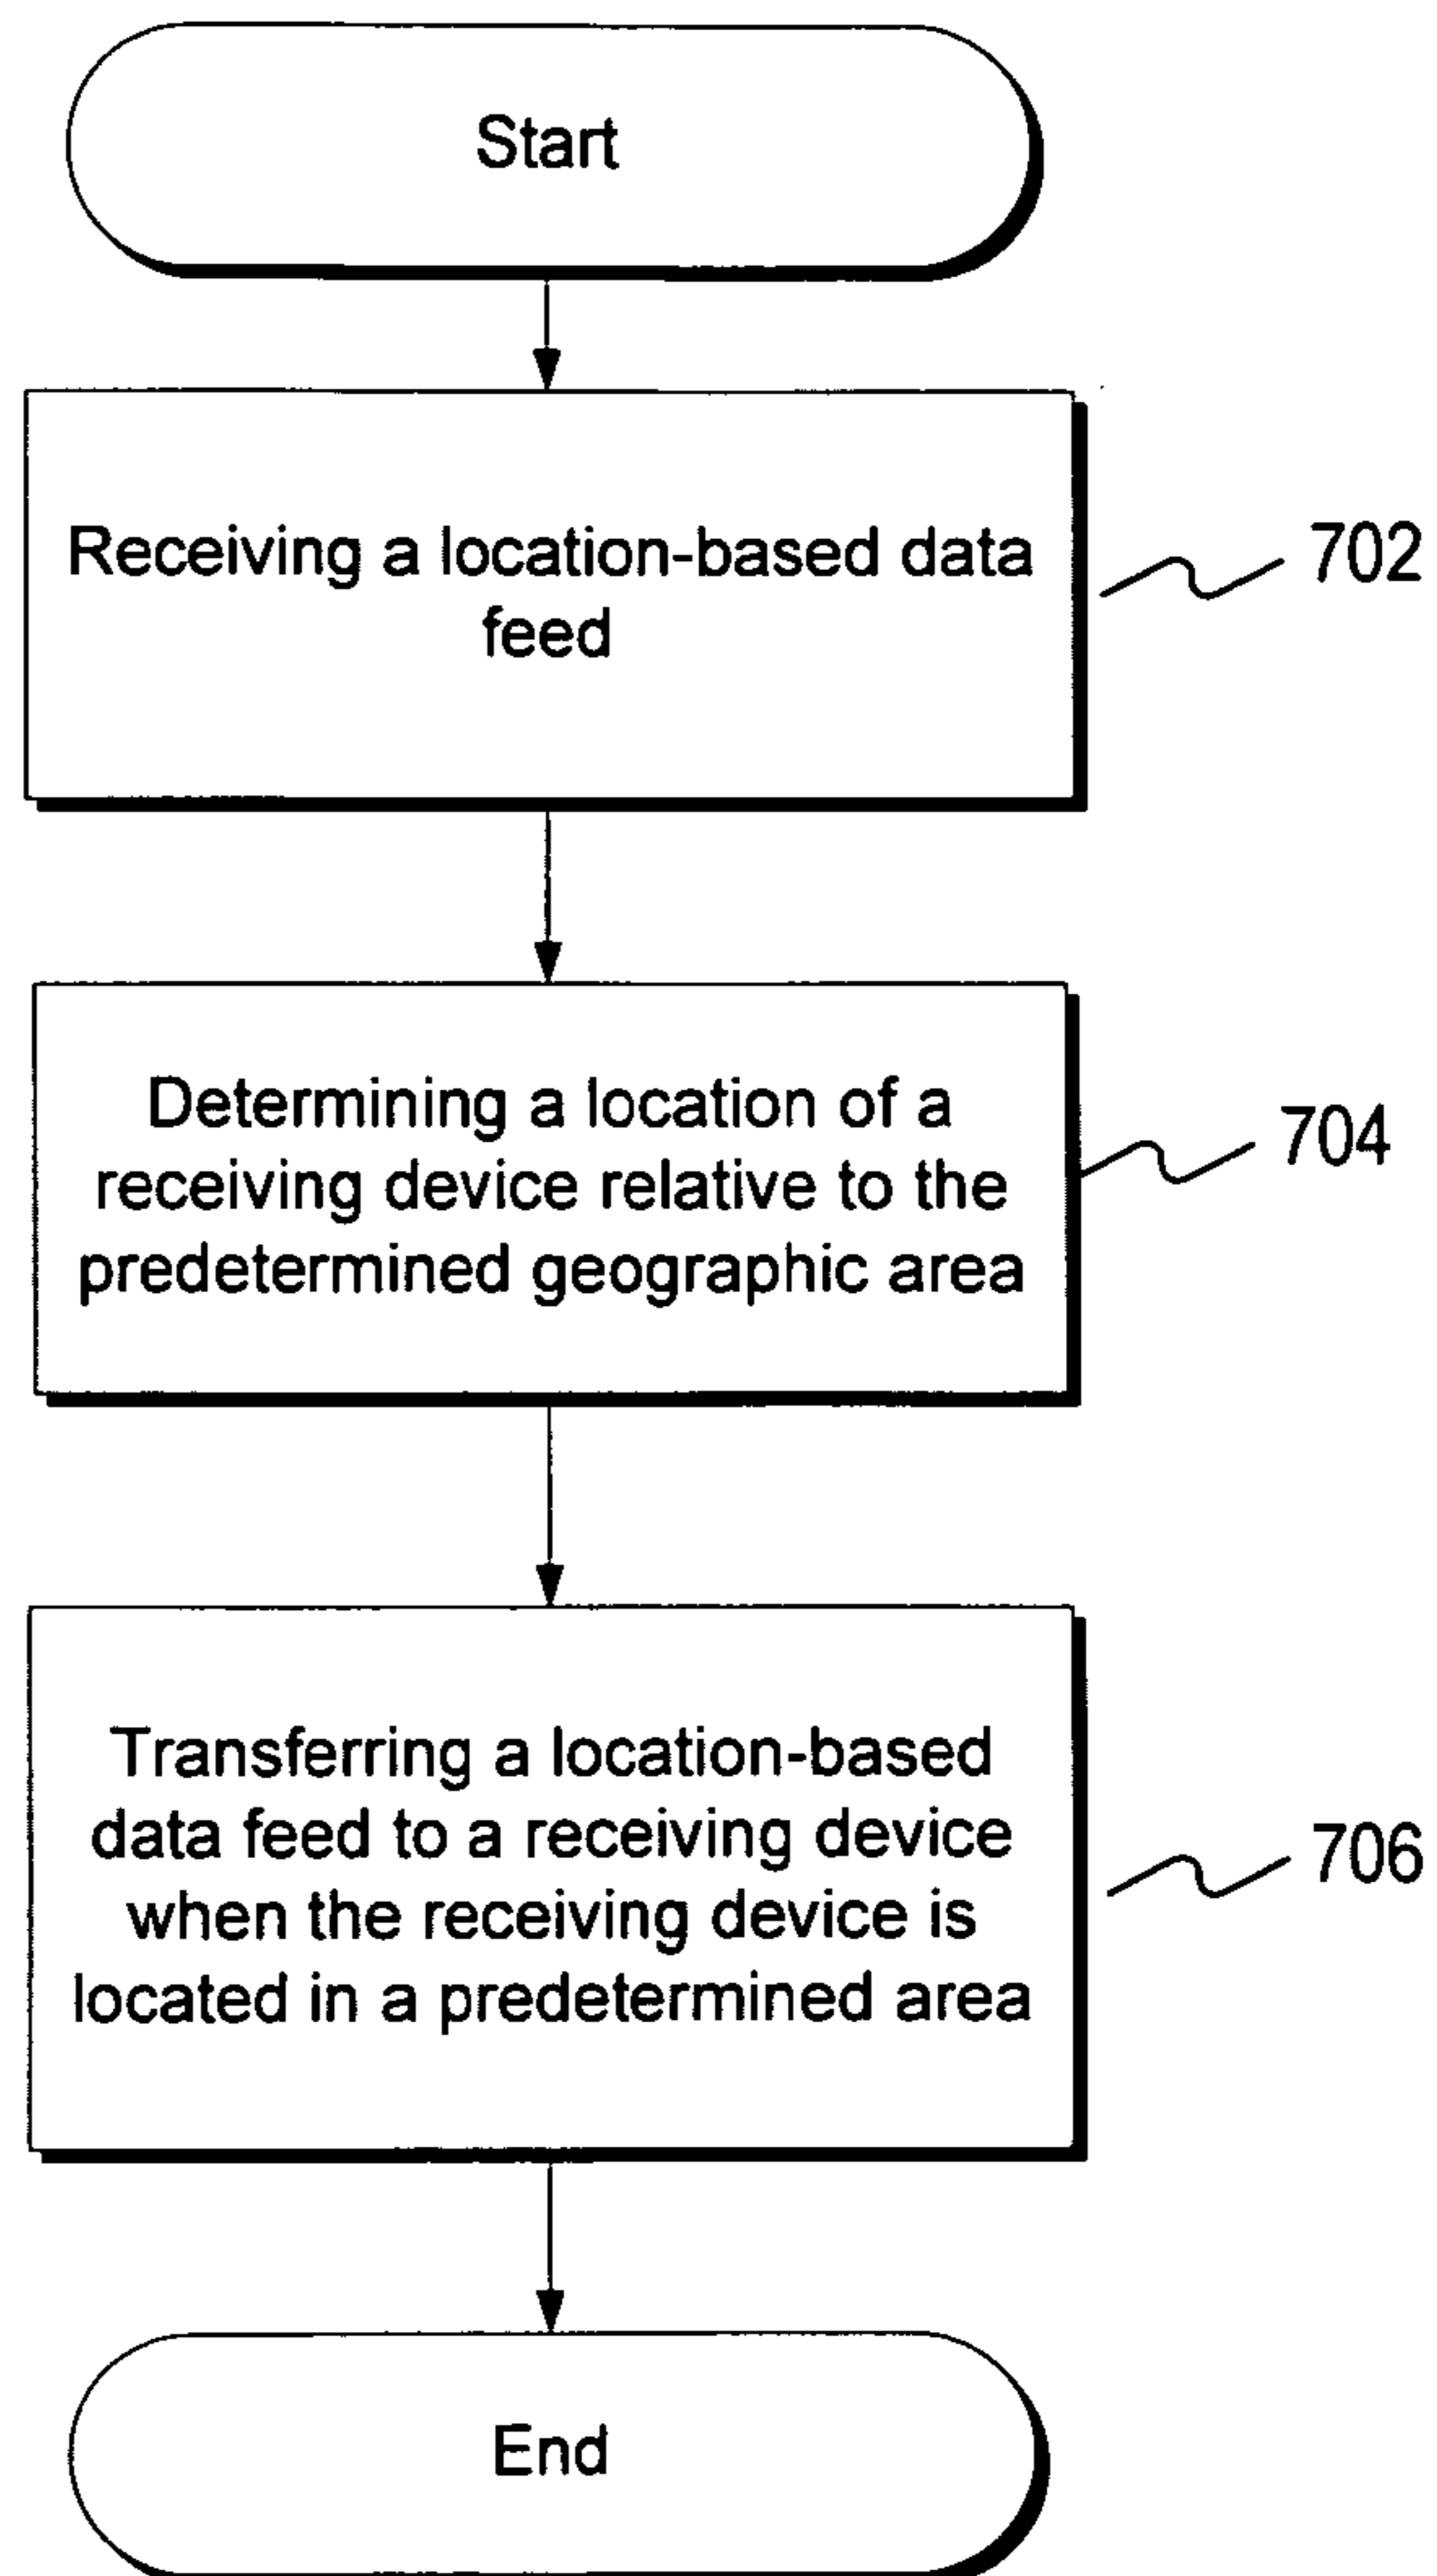 Start
Receiving a location-based data
feed
702
Determining a location of a
receiving device relative to the
predetermined geographic area
704
Transferring a location-based
data feed to a receiving device
when the receiving device is
located in a predetermined area
706
End